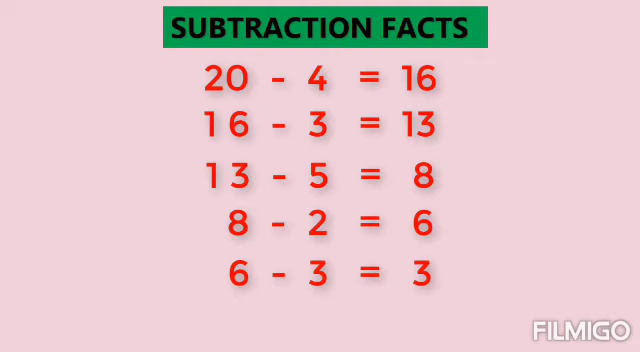 SUBTRACTION FACTS
20 - 4 = 16
16 - 3 = 13
13 - 5 = 8
8 - 2 = 6
6 - 3 = 3
FILMIGO